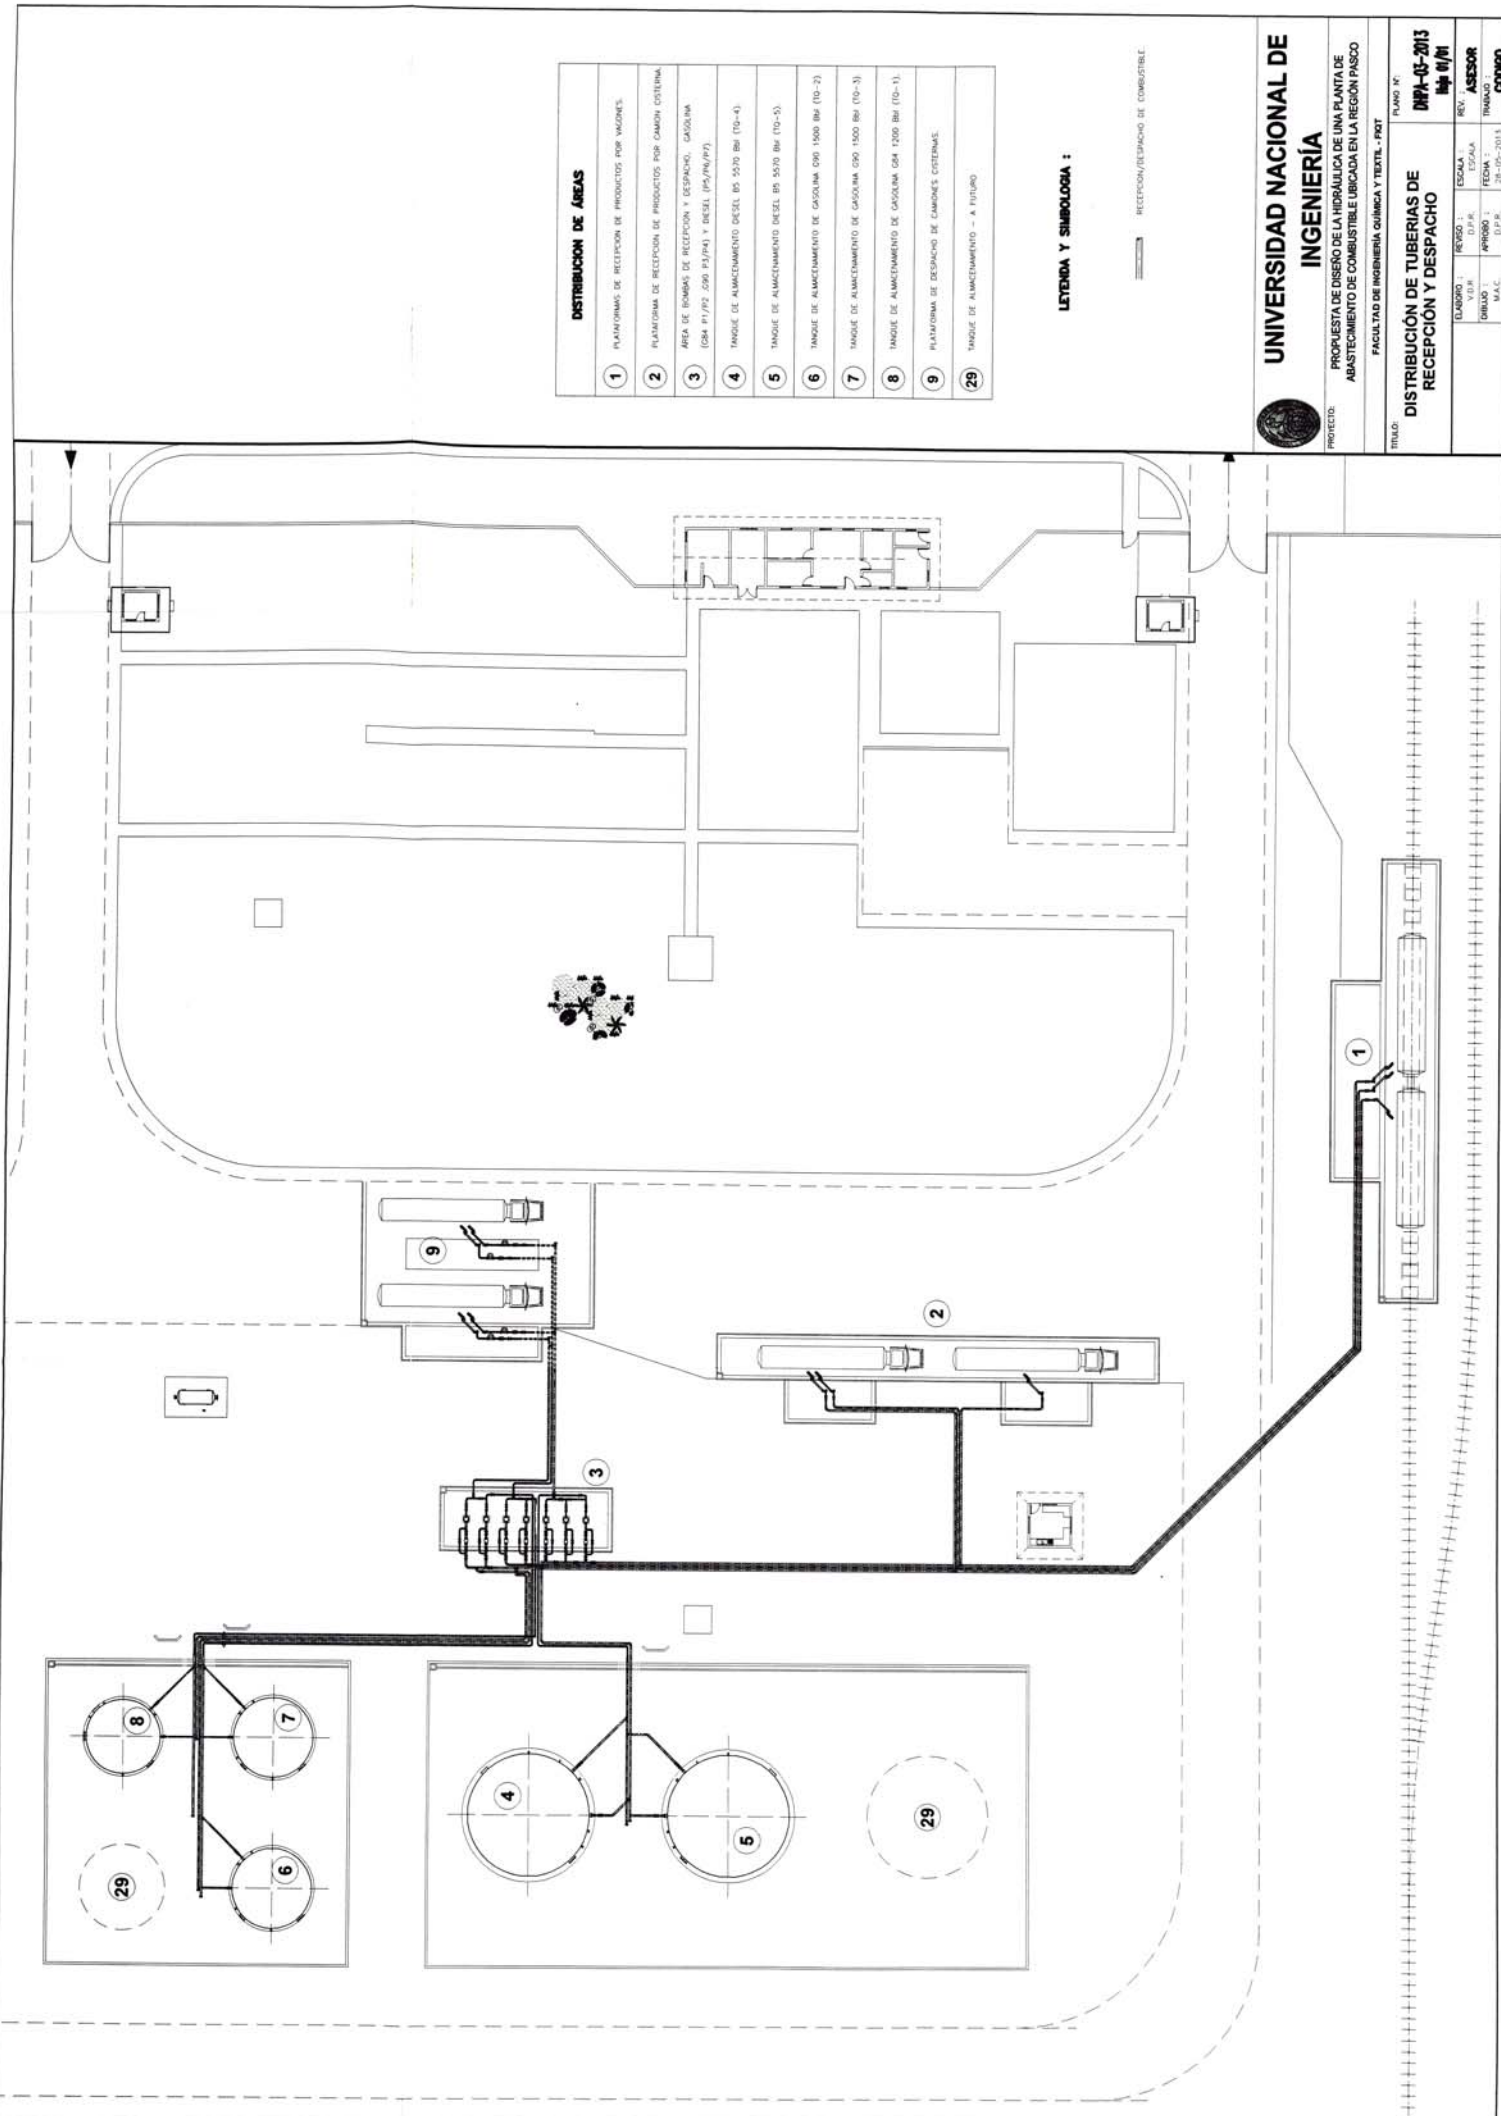 DISTRIBUCION DE ÁREAS
1 PLATAFORMAS DE RECEPCION DE PRODUCTOS POR VAGONES.
2 PLATAFORMA DE RECEPCION DE PRODUCTOS POR CAMION CISTERNA.
3 ÁREA DE BOMBAS DE RECEPCION Y DESPACHO, GASOLINA
(G84 P1/P2 ,G90 P3/P4) Y DIESEL (P5/P6/P7)
4 TANQUE DE ALMACENAMIENTO DIESEL B5 5570 Bbl (TQ-4).
5 TANQUE DE ALMACENAMIENTO DIESEL B5 5570 Bbl (TQ-5).
6 TANQUE DE ALMACENAMIENTO DE GASOLINA G90 1500 Bbl (TQ-2)
7 TANQUE DE ALMACENAMIENTO DE GASOLINA G90 1500 Bbl (TQ-3)
8 TANQUE DE ALMACENAMIENTO DE GASOLINA G84 1200 Bbl (TQ-1).
9 PLATAFORMA DE DESPACHO DE CAMIONES CISTERNAS.
29 TANQUE DE ALMACENAMIENTO - A FUTURO
LEYENDA Y SIMBOLOGIA :
RECEPCION/DESPACHO DE COMBUSTIBLE.
UNIVERSIDAD NACIONAL DE
INGENIERÍA
PROYECTO:
PROPUESTA DE DISEÑO DE LA HIDRÁULICA DE UNA PLANTA DE
ABASTECIMIENTO DE COMBUSTIBLE UBICADA EN LA REGIÓN PASCO
FACULTAD DE INGENIERÍA QUÍMICA Y TEXTIL - FIQT
TITULO:
DISTRIBUCIÓN DE TUBERIAS DE
RECEPCIÓN Y DESPACHO
PLANO N°:
DHPA-03-2013
Hoja 01/01
ELABORO : V.D.R.
REVISO : D.P.R.
ESCALA : ESCALA
REV. : ASESOR
DIBUJO : M.A.C.
APROBO : D.P.R.
FECHA : 28-05-2013
TRABAJO : CODIGO
8
7
29
6
4
5
29
3
9
2
1